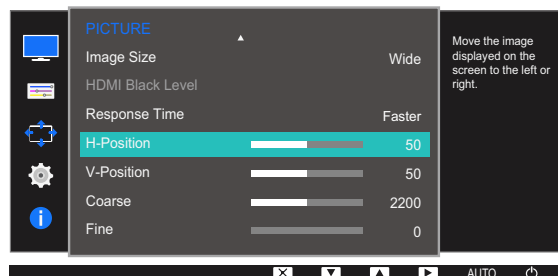 PICTURE
Image Size Wide
HDMI Black Level
Response Time Faster
H-Position 50
V-Position 50
Coarse 2200
Fine 0
Move the image
displayed on the
screen to the left or
right.
AUTO